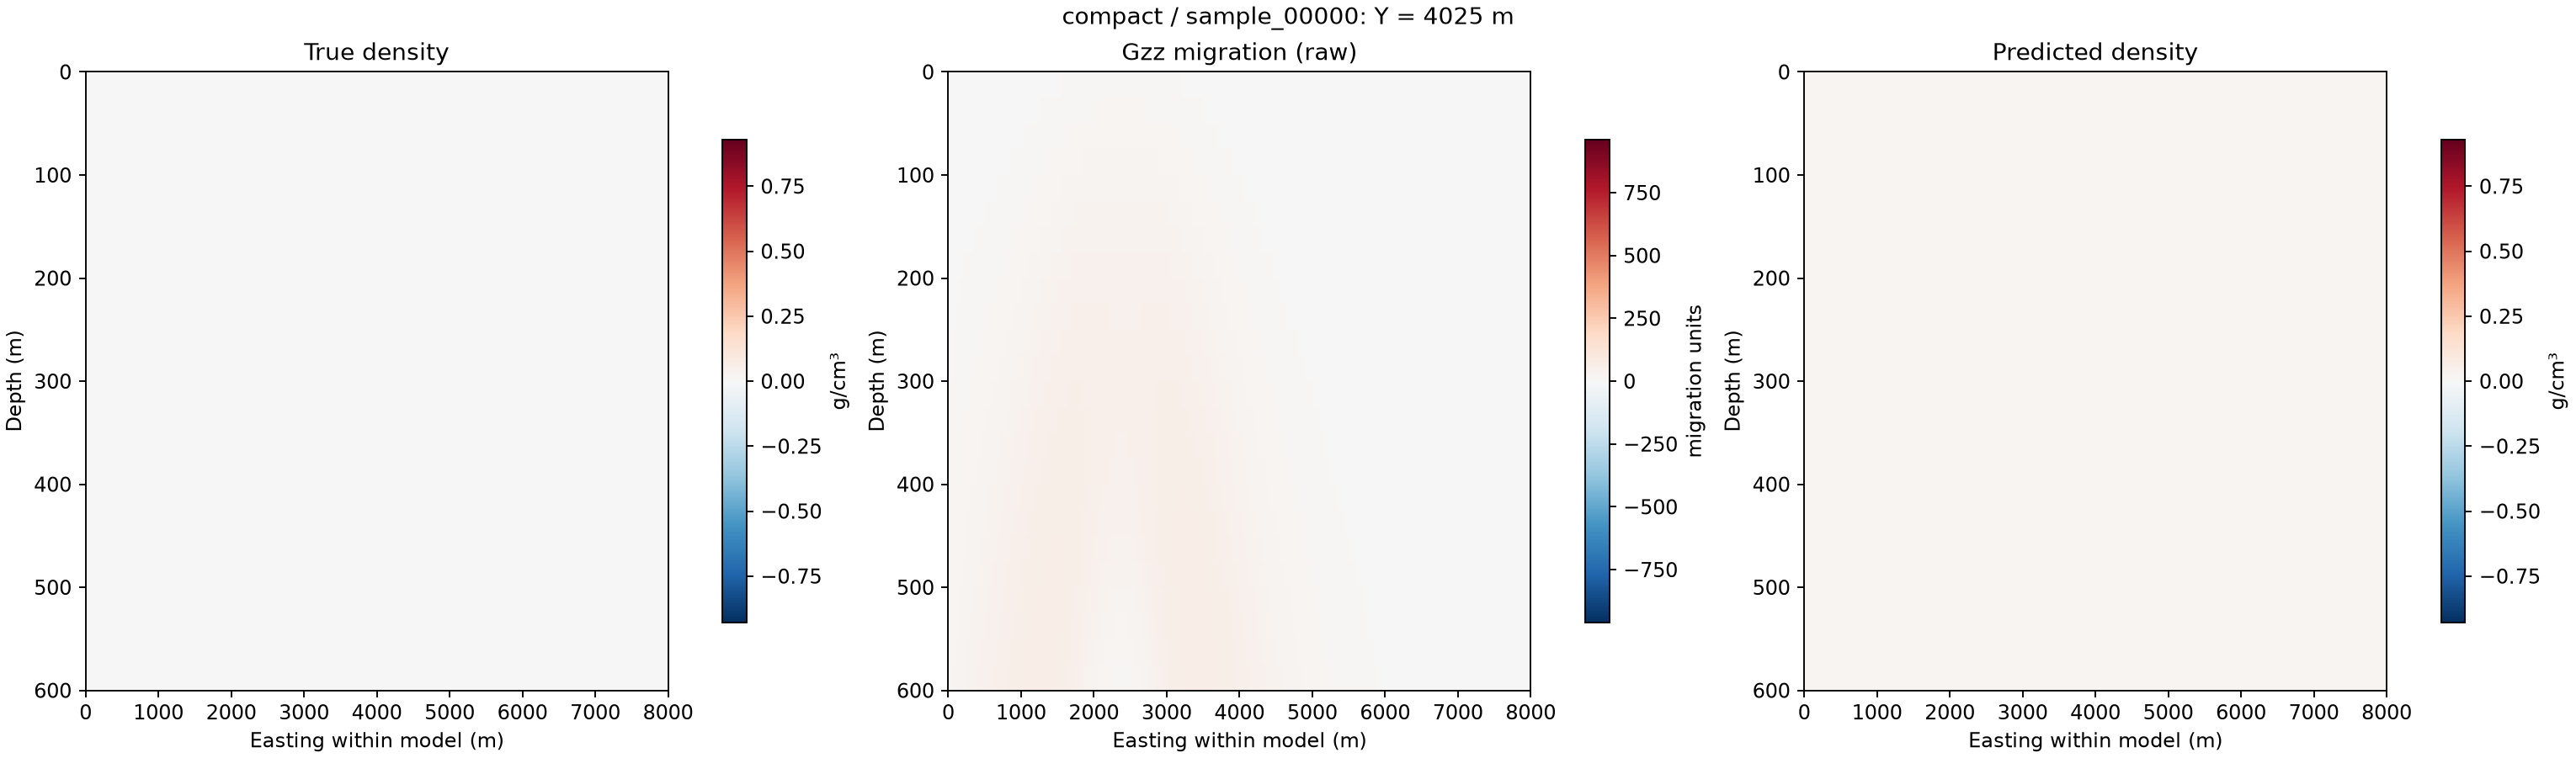 compact / sample_00000: Y = 4025 m
True density
0
100
200
300
400
500
600
Depth (m)
0 1000 2000 3000 4000 5000 6000 7000 8000
Easting within model (m)
0.75
0.50
0.25
0.00
−0.25
−0.50
−0.75
g/cm³
Gzz migration (raw)
0
100
200
300
400
500
600
Depth (m)
0 1000 2000 3000 4000 5000 6000 7000 8000
Easting within model (m)
750
500
250
0
−250
−500
−750
migration units
Predicted density
0
100
200
300
400
500
600
Depth (m)
0 1000 2000 3000 4000 5000 6000 7000 8000
Easting within model (m)
0.75
0.50
0.25
0.00
−0.25
−0.50
−0.75
g/cm³